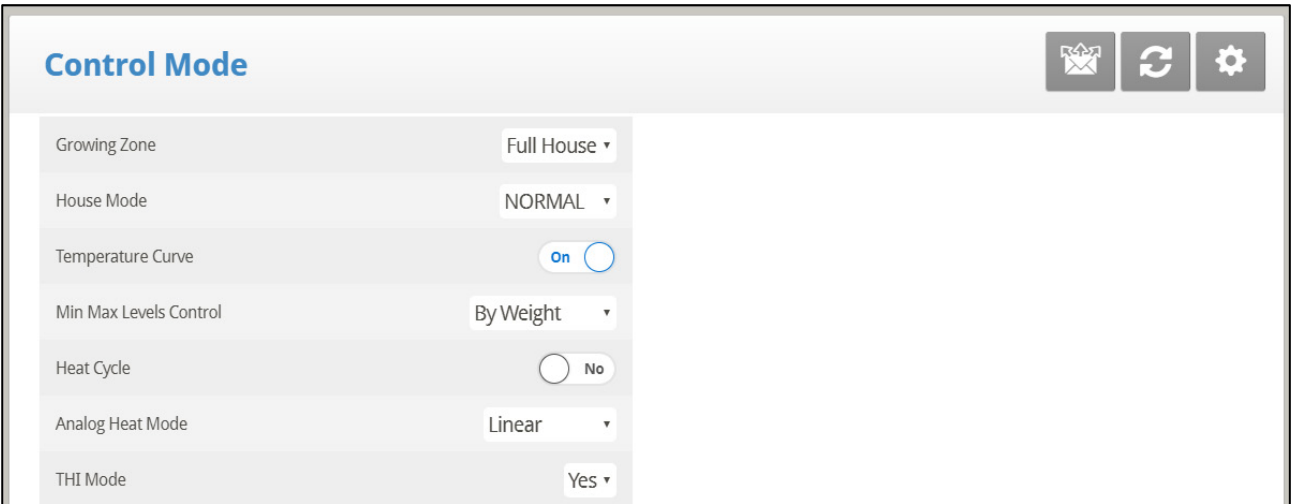 Control Mode
Growing Zone Full House
House Mode NORMAL
Temperature Curve On
Min Max Levels Control By Weight
Heat Cycle No
Analog Heat Mode Linear
THI Mode Yes